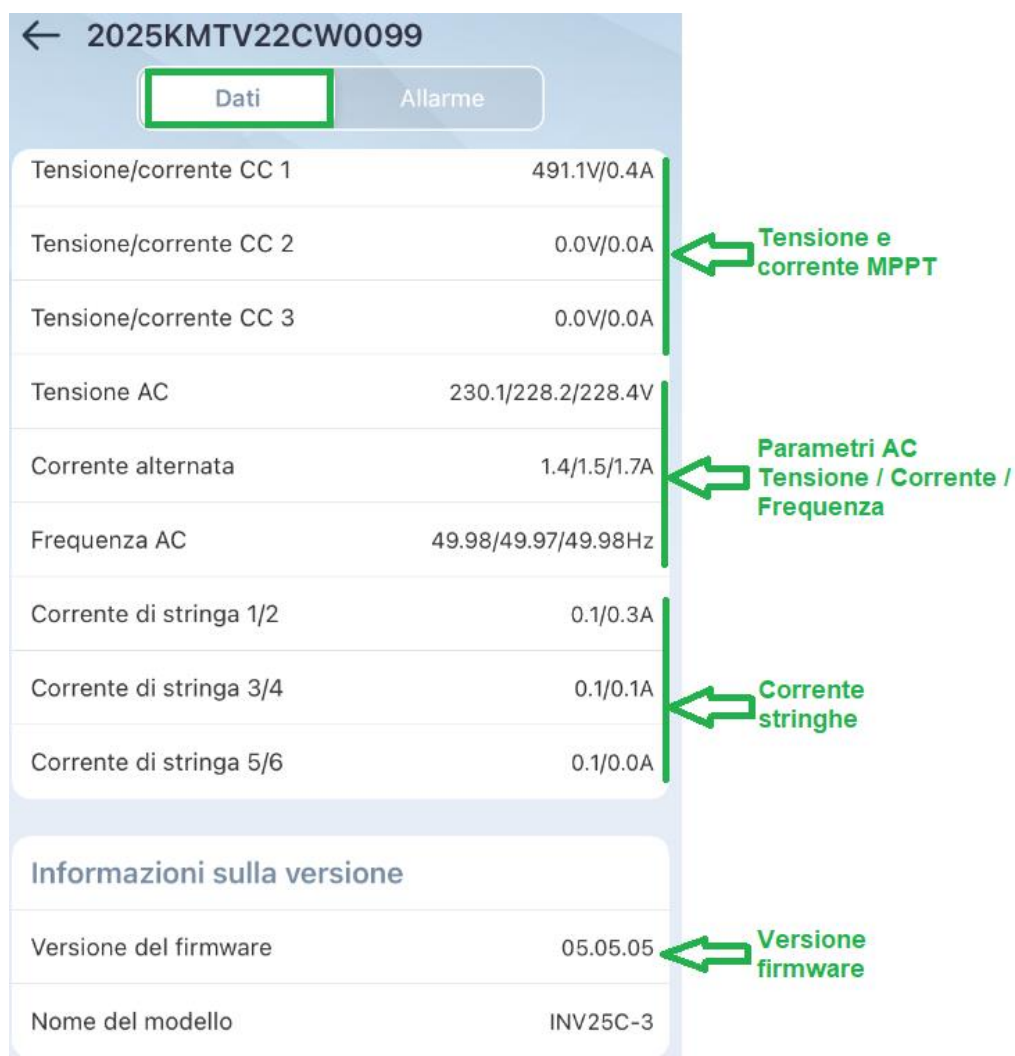 ← 2025KMTV22CW0099
Dati Allarme
Tensione/corrente CC 1 491.1V/0.4A
Tensione/corrente CC 2 0.0V/0.0A
Tensione e
corrente MPPT
Tensione/corrente CC 3 0.0V/0.0A
Tensione AC 230.1/228.2/228.4V
Corrente alternata 1.4/1.5/1.7A
Parametri AC
Tensione / Corrente /
Frequenza
Frequenza AC 49.98/49.97/49.98Hz
Corrente di stringa 1/2 0.1/0.3A
Corrente di stringa 3/4 0.1/0.1A
Corrente
stringhe
Corrente di stringa 5/6 0.1/0.0A
Informazioni sulla versione
Versione del firmware 05.05.05
Versione
firmware
Nome del modello INV25C-3